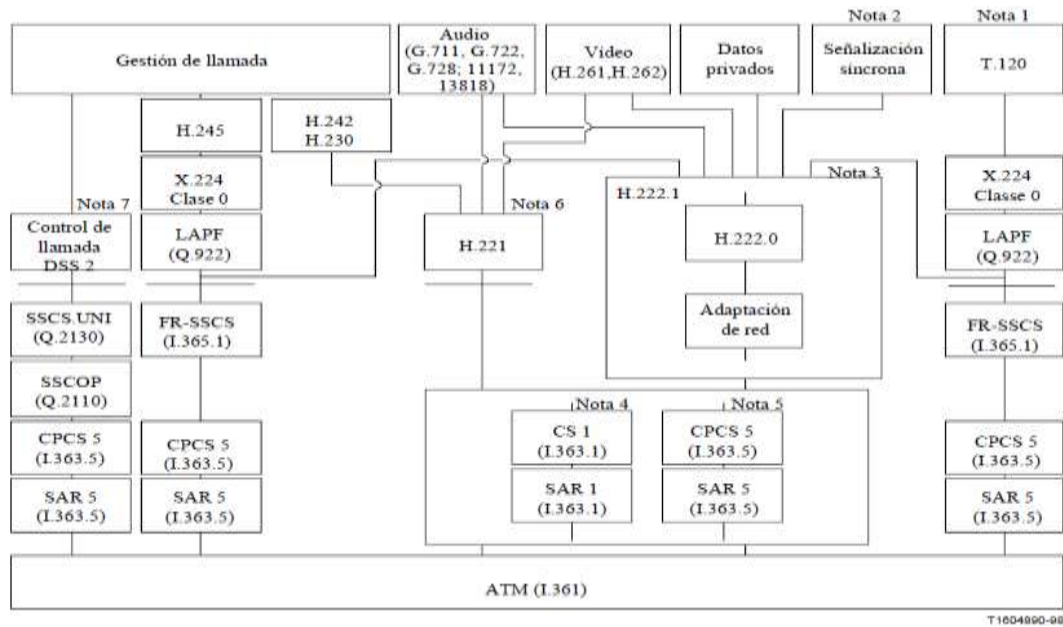 Nota 2
Nota 1
Gestión de llamada
Audio
(G.711, G.722,
G.728; 11172,
13818)
Vídeo
(H.261,H.262)
Datos
privados
Señalización
síncrona
T.120
H.245
H.242
H.230
X.224
Clase 0
Nota 3
X.224
Classe 0
Nota 7
Nota 6
H.222.1
Control de
llamada
DSS 2
LAPF
(Q.922)
H.221
H.222.0
LAPF
(Q.922)
SSCS.UNI
(Q.2130)
FR-SSCS
(I.365.1)
Adaptación
de red
FR-SSCS
(I.365.1)
SSCOP
(Q.2110)
Nota 4
Nota 5
CPCS 5
(I.363.5)
CPCS 5
(I.363.5)
CS 1
(I.363.1)
CPCS 5
(I.363.5)
CPCS 5
(I.363.5)
SAR 5
(I.363.5)
SAR 5
(I.363.5)
SAR 1
(I.363.1)
SAR 5
(I.363.5)
SAR 5
(I.363.5)
ATM (I.361)
T1604890-98